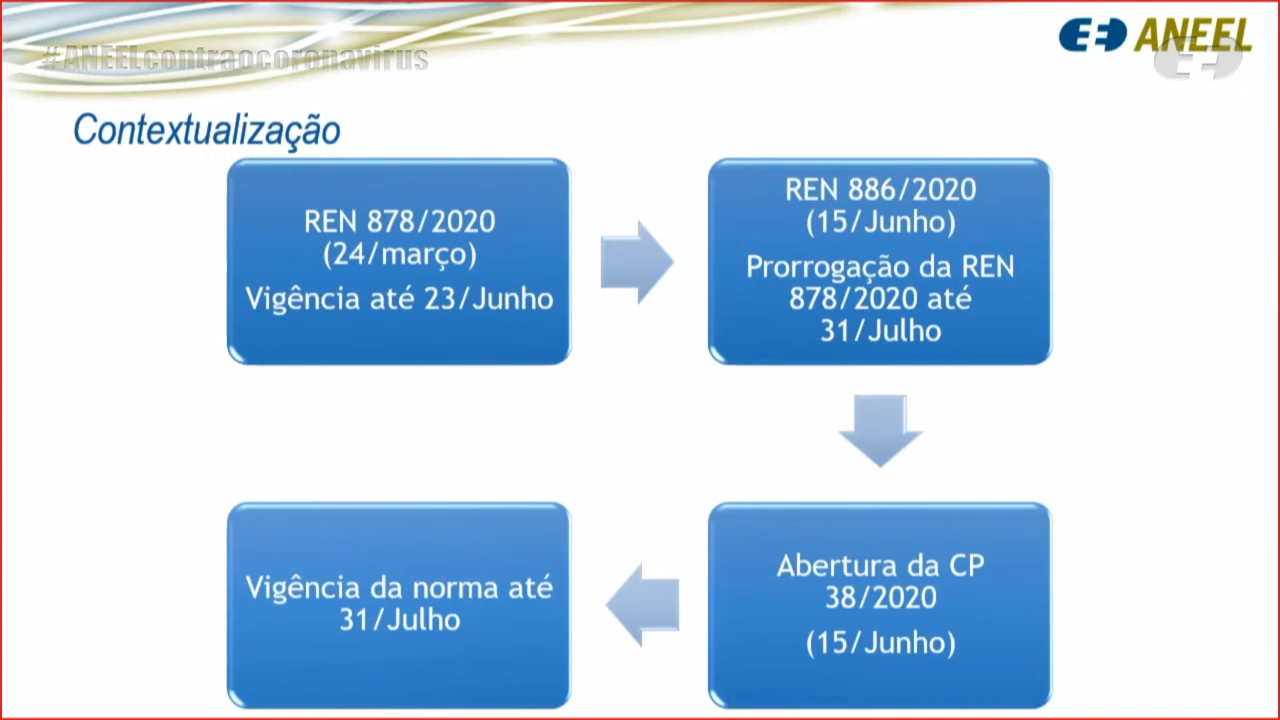 #ANEELcontraocoronavirus
ANEEL
Contextualização
REN 878/2020
(24/março)
Vigência até 23/Junho
REN 886/2020
(15/Junho)
Prorrogação da REN
878/2020 até
31/Julho
Abertura da CP
38/2020
(15/Junho)
Vigência da norma até
31/Julho